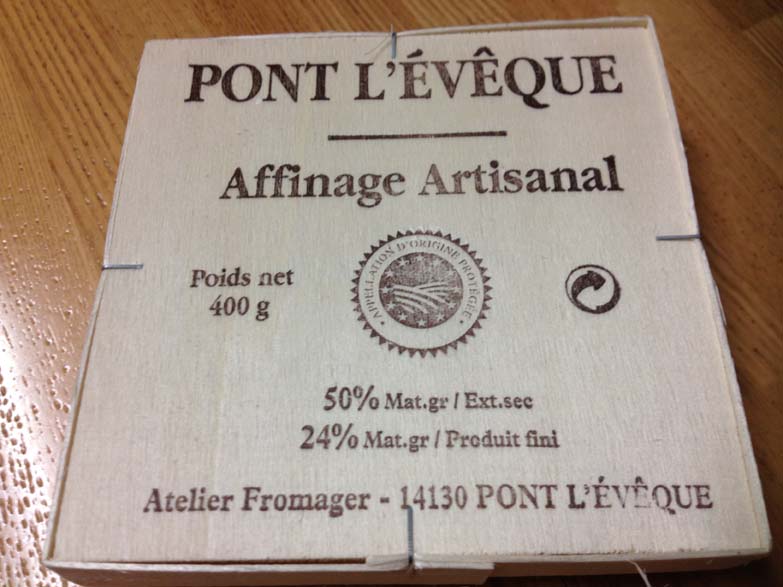 PONT L'ÉVÊQUE
Affinage Artisanal
Poids net
400 g
APPELLATION D'ORIGINE PROTÉGÉE
50% Mat.gr / Ext.sec
24% Mat.gr / Produit fini
Atelier Fromager - 14130 PONT L'ÉVÊQUE